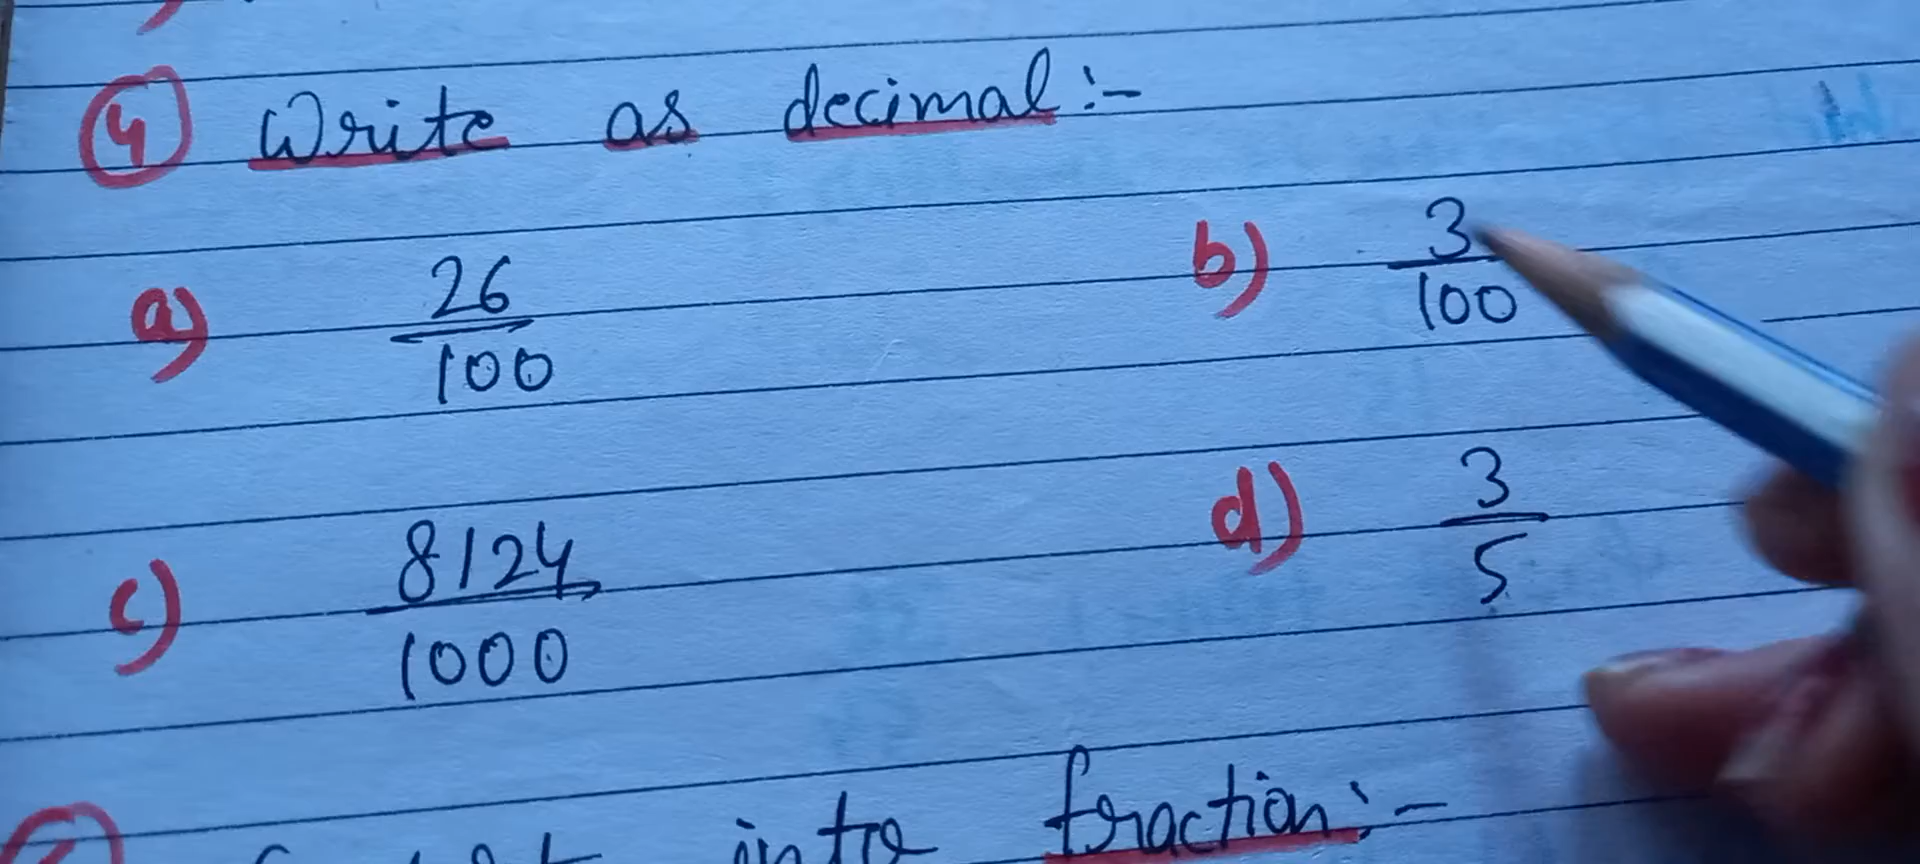 4 Write as decimal:-
a) 26/100 b) 3/100
c) 8124/1000 d) 3/5
into fraction:-